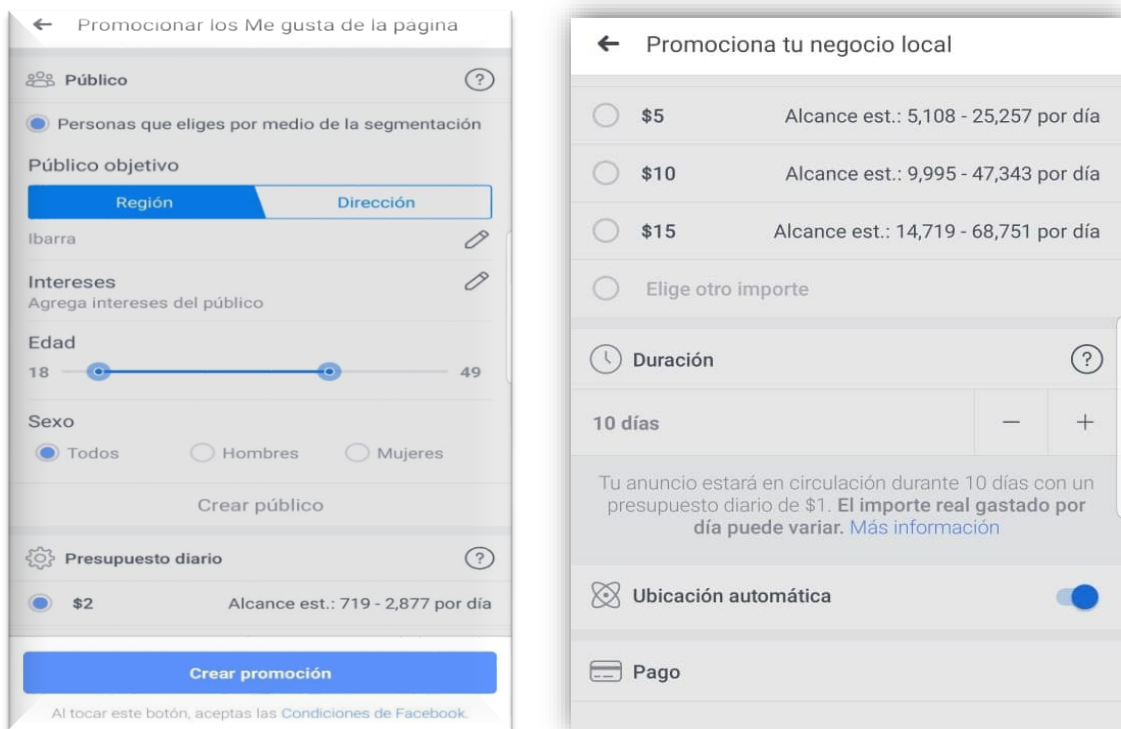 Promocionar los Me gusta de la página
Público
Personas que eliges por medio de la segmentación
Público objetivo
Región Dirección
Ibarra
Intereses
Agrega intereses del público
Edad
18 49
Sexo
Todos Hombres Mujeres
Crear público
Presupuesto diario
$2 Alcance est.: 719 - 2,877 por día
Crear promoción
Al tocar este botón, aceptas las Condiciones de Facebook.
Promociona tu negocio local
$5 Alcance est.: 5,108 - 25,257 por día
$10 Alcance est.: 9,995 - 47,343 por día
$15 Alcance est.: 14,719 - 68,751 por día
Elige otro importe
Duración
10 días
Tu anuncio estará en circulación durante 10 días con un
presupuesto diario de $1. El importe real gastado por
día puede variar. Más información
Ubicación automática
Pago